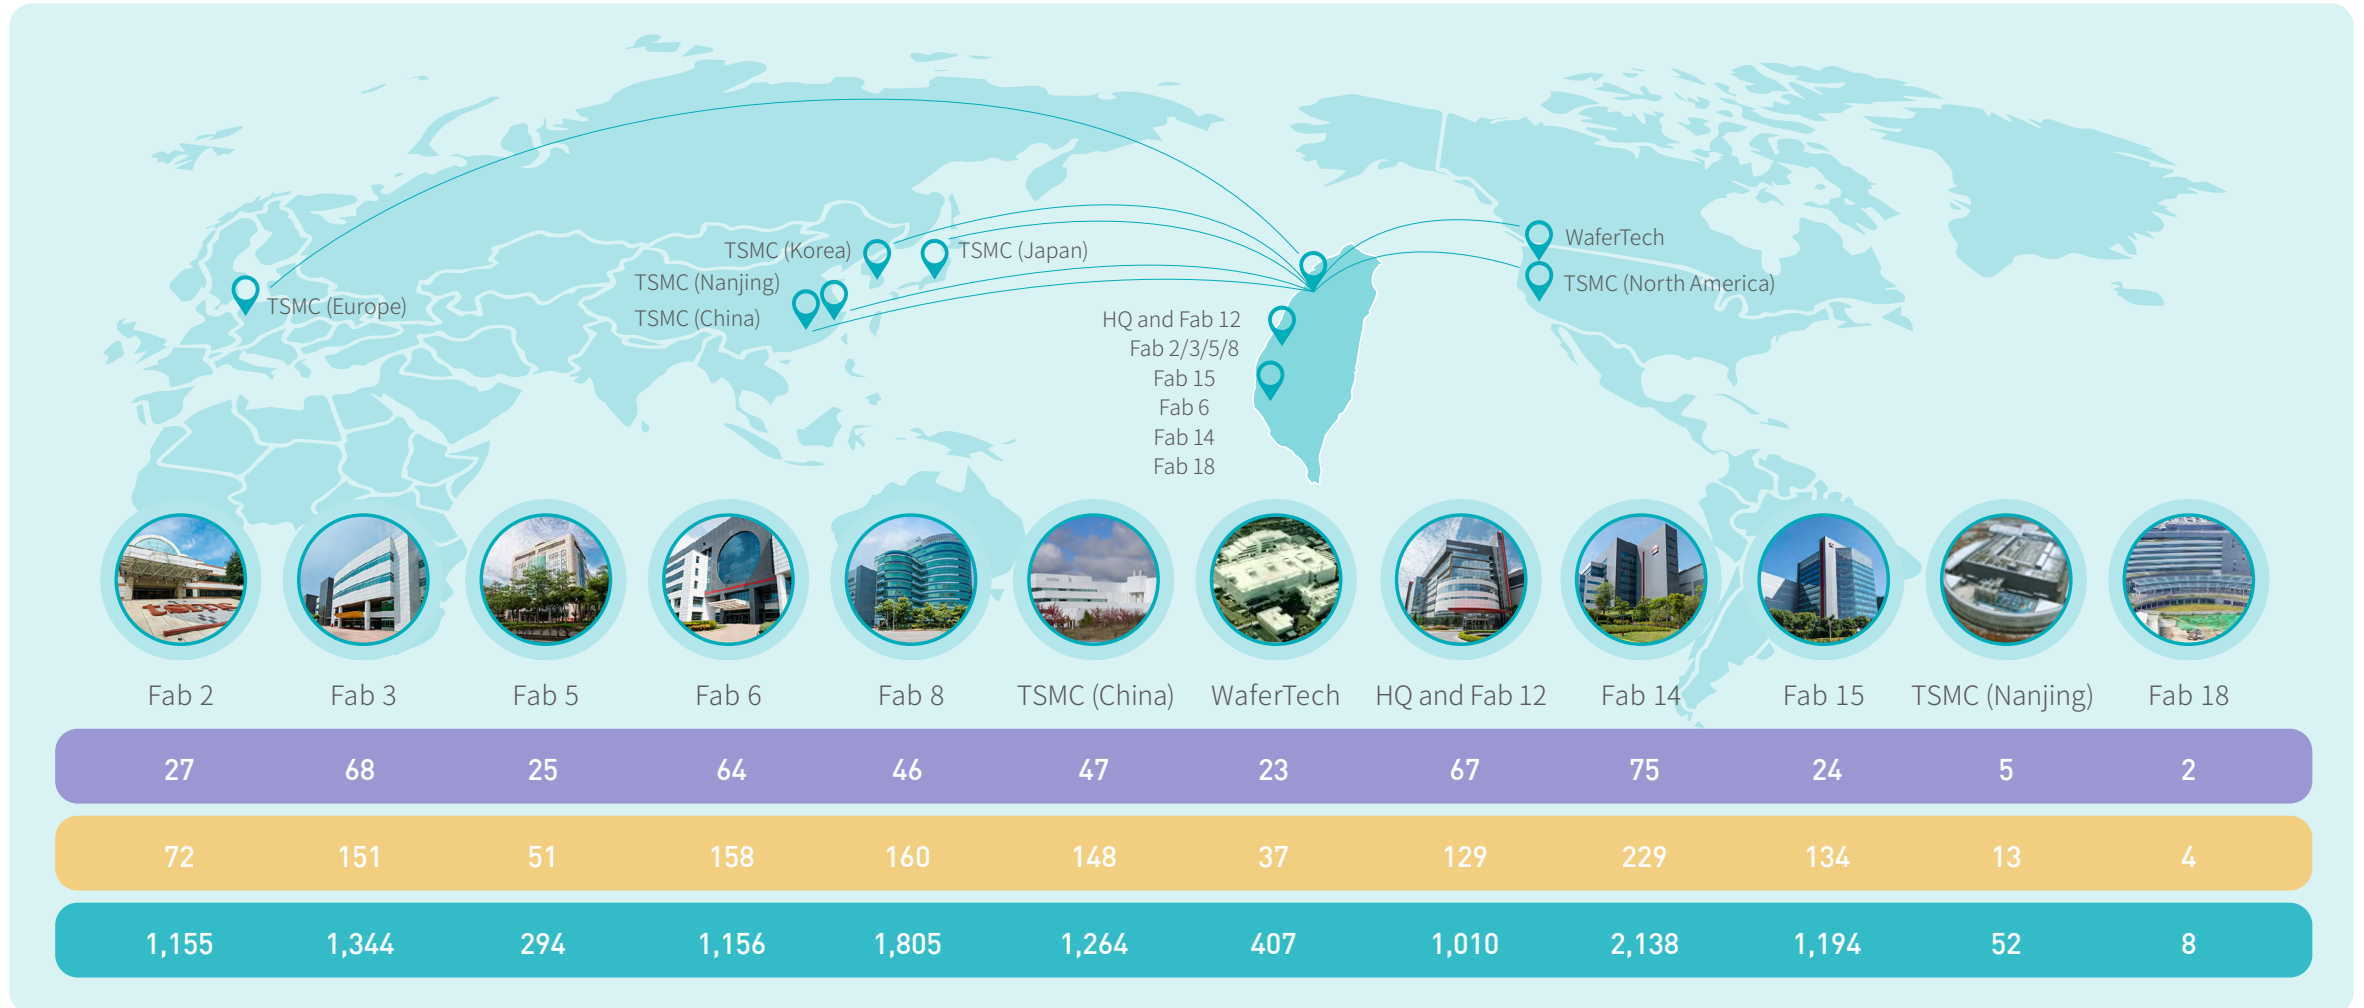 TSMC (Korea)
TSMC (Japan)
TSMC (Nanjing)
TSMC (Europe)
TSMC (China)
WaferTech
TSMC (North America)
HQ and Fab 12
Fab 2/3/5/8
Fab 15
Fab 6
Fab 14
Fab 18
tsmc
Fab 2 Fab 3 Fab 5 Fab 6 Fab 8 TSMC (China) WaferTech HQ and Fab 12 Fab 14 Fab 15 TSMC (Nanjing) Fab 18
27 68 25 64 46 47 23 67 75 24 5 2
72 151 51 158 160 148 37 129 229 134 13 4
1,155 1,344 294 1,156 1,805 1,264 407 1,010 2,138 1,194 52 8